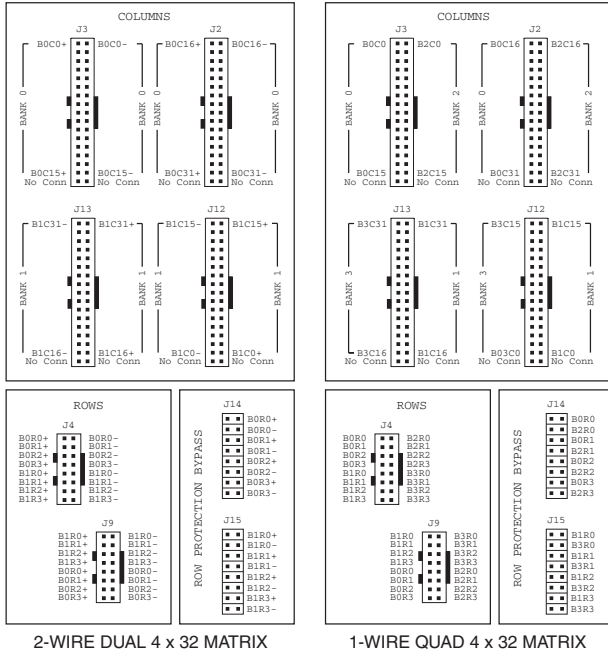 COLUMNS
J3 J2
B0C0+ B0C0- B0C16+ B0C16-
BANK 0 BANK 0 BANK 0 BANK 0
B0C15+ B0C15- B0C31+ B0C31-
No Conn No Conn No Conn No Conn
J13 J12
B1C31- B1C31+ B1C15- B1C15+
BANK 1 BANK 1 BANK 1 BANK 1
B1C16- B1C16+ B1C0- B1C0+
No Conn No Conn No Conn No Conn
ROWS
J4
B0R0+ B0R0-
B0R1+ B0R1-
B0R2+ B0R2-
B0R3+ B0R3-
B1R0+ B1R0-
B1R1+ B1R1-
B1R2+ B1R2-
B1R3+ B1R3-
J9
B1R0+ B1R0-
B1R1+ B1R1-
B1R2+ B1R2-
B1R3+ B1R3-
B0R0+ B0R0-
B0R1+ B0R1-
B0R2+ B0R2-
B0R3+ B0R3-
ROW PROTECTION BYPASS
J14
B0R0+
B0R0-
B0R1+
B0R1-
B0R2+
B0R2-
B0R3+
B0R3-
J15
B1R0+
B1R0-
B1R1+
B1R1-
B1R2+
B1R2-
B1R3+
B1R3-
2-WIRE DUAL 4 x 32 MATRIX
COLUMNS
J3 J2
B0C0 B2C0 B0C16 B2C16
BANK 0 BANK 2 BANK 0 BANK 2
B0C15 B2C15 B0C31 B2C31
No Conn No Conn No Conn No Conn
J13 J12
B3C31 B1C31 B3C15 B1C15
BANK 3 BANK 1 BANK 3 BANK 1
B3C16 B1C16 B03C0 B1C0
No Conn No Conn No Conn No Conn
ROWS
J4
B0R0 B2R0
B0R1 B2R1
B0R2 B2R2
B0R3 B2R3
B1R0 B3R0
B1R1 B3R1
B1R2 B3R2
B1R3 B3R3
J9
B1R0 B3R0
B1R1 B3R1
B1R2 B3R2
B1R3 B3R3
B0R0 B2R0
B0R1 B2R1
B0R2 B2R2
B0R3 B2R3
ROW PROTECTION BYPASS
J14
B0R0
B2R0
B0R1
B2R1
B0R2
B2R2
B0R3
B2R3
J15
B1R0
B3R0
B1R1
B3R1
B1R2
B3R2
B1R3
B3R3
1-WIRE QUAD 4 x 32 MATRIX